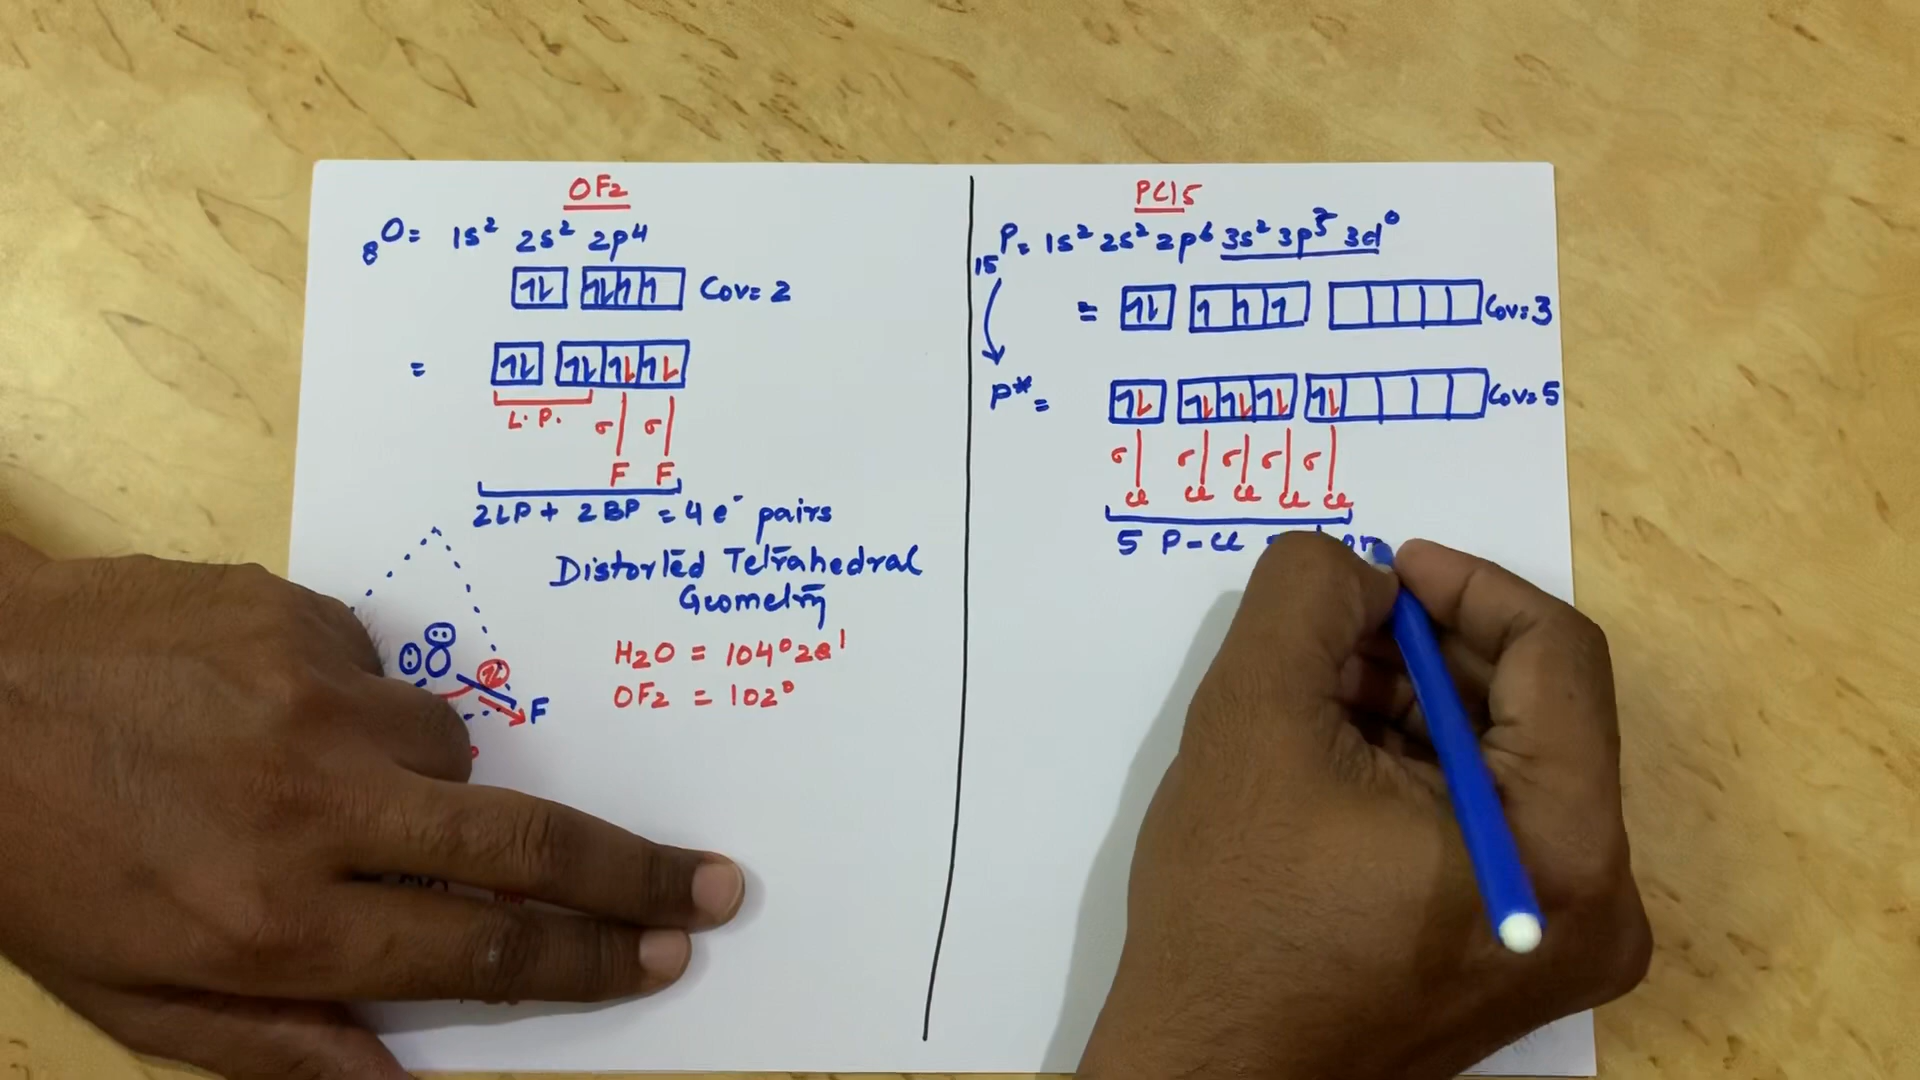 OF2
8O = 1s² 2s² 2p⁴
Cov= 2
=
L.P. σ σ
F F
2LP + 2BP = 4 e⁻ pairs
Distorted Tetrahedral
Geometry
H2O = 104°28'
OF2 = 102°
F
PCl5
15P= 1s² 2s² 2p⁶ 3s² 3p³ 3d⁰
= Cov=3
P* = Cov=5
σ σ σ σ σ
Cl Cl Cl Cl Cl
5 P-Cl